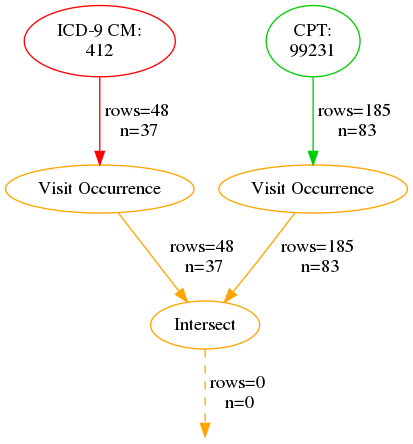 ICD-9 CM:
412
CPT:
99231
rows=48
n=37
rows=185
n=83
Visit Occurrence
Visit Occurrence
rows=48
n=37
rows=185
n=83
Intersect
rows=0
n=0